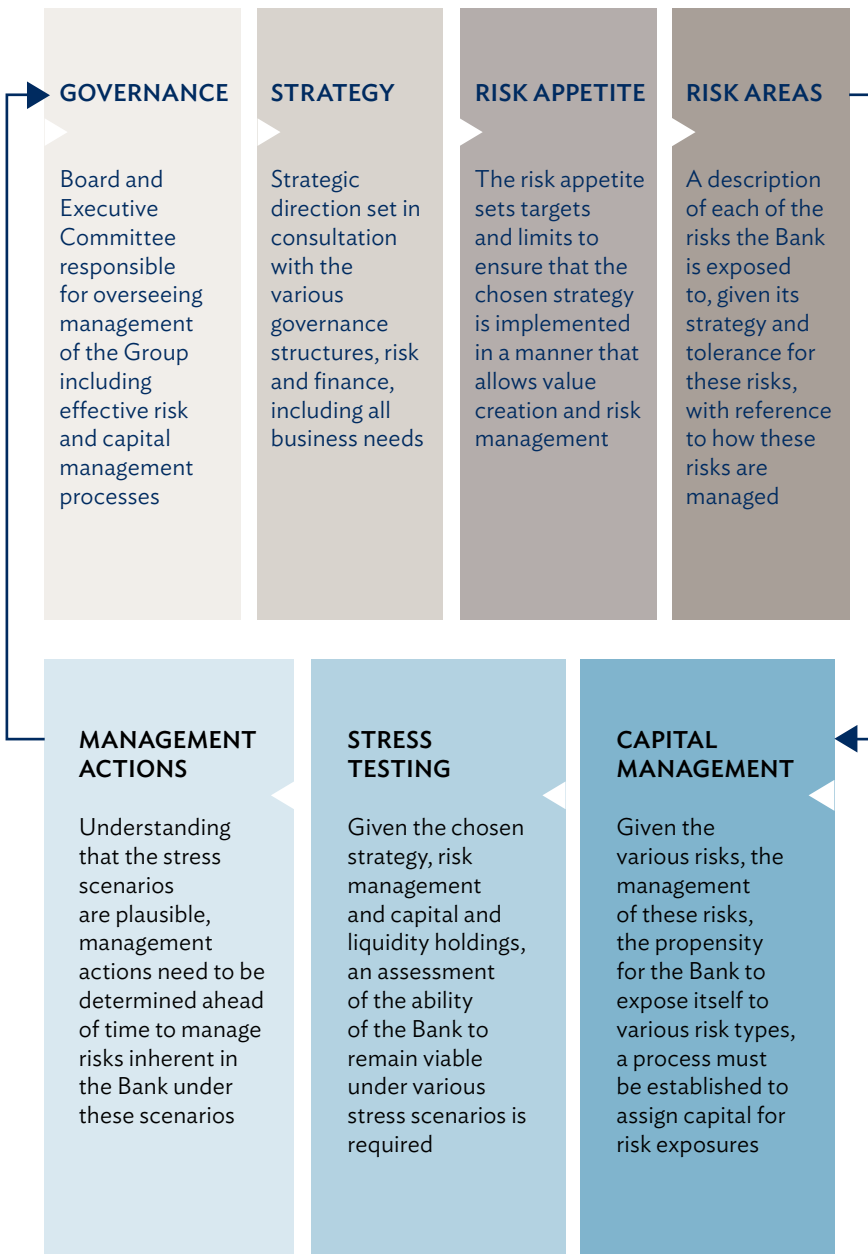 GOVERNANCE
Board and
Executive
Committee
responsible
for overseeing
management
of the Group
including
effective risk
and capital
management
processes
STRATEGY
Strategic
direction set in
consultation
with the
various
governance
structures, risk
and finance,
including all
business needs
RISK APPETITE
The risk appetite
sets targets
and limits to
ensure that the
chosen strategy
is implemented
in a manner that
allows value
creation and risk
management
RISK AREAS
A description
of each of the
risks the Bank
is exposed
to, given its
strategy and
tolerance for
these risks,
with reference
to how these
risks are
managed
MANAGEMENT
ACTIONS
Understanding
that the stress
scenarios
are plausible,
management
actions need to be
determined ahead
of time to manage
risks inherent in
the Bank under
these scenarios
STRESS
TESTING
Given the chosen
strategy, risk
management
and capital and
liquidity holdings,
an assessment
of the ability
of the Bank to
remain viable
under various
stress scenarios is
required
CAPITAL
MANAGEMENT
Given the
various risks, the
management
of these risks,
the propensity
for the Bank to
expose itself to
various risk types,
a process must
be established to
assign capital for
risk exposures